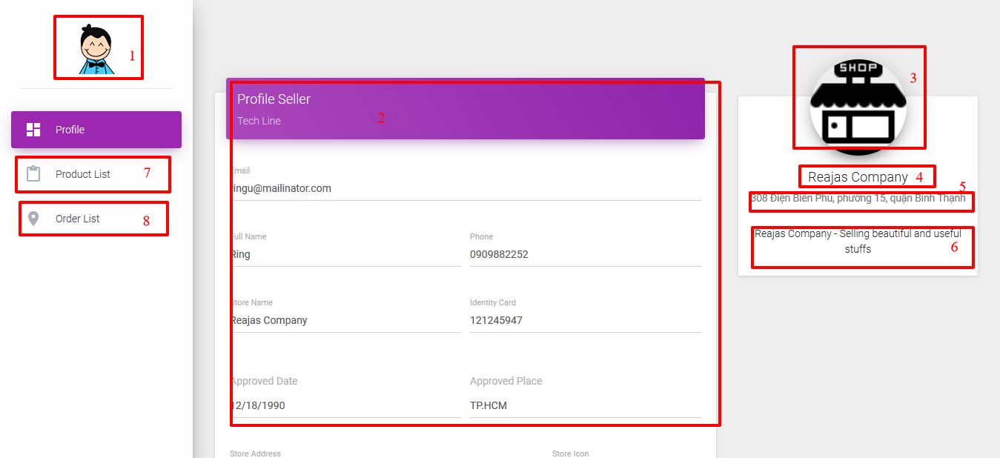 1
Profile
Product List 7
Order List 8
Profile Seller
Tech Line 2
Email
ringu@mailinator.com
Full Name Phone
Ring 0909882252
Store Name Identity Card
Reajas Company 121245947
Approved Date Approved Place
12/18/1990 TP.HCM
Store Address Store Icon
SHOP 3
Reajas Company 4
5
308 Điện Biên Phủ, phường 15, quận Bình Thạnh
Reajas Company - Selling beautiful and useful
stuffs 6